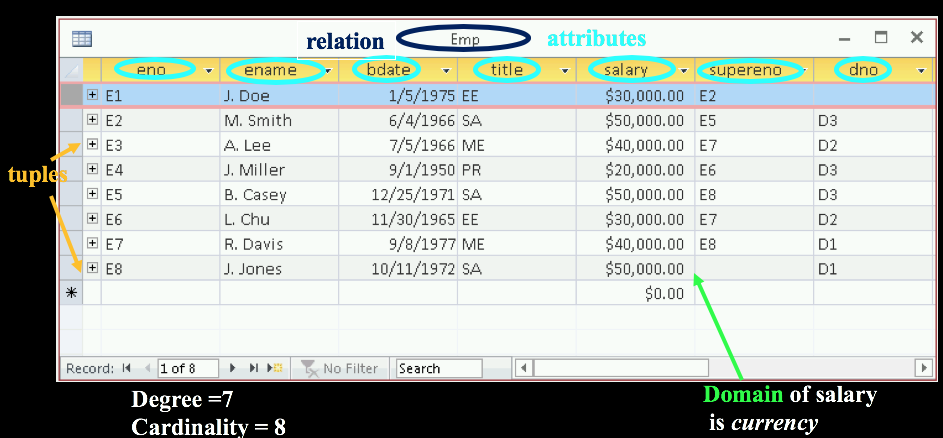 relation Emp attributes
eno ename bdate title salary supereno dno
E1 J. Doe 1/5/1975 EE $30,000.00 E2
E2 M. Smith 6/4/1966 SA $50,000.00 E5 D3
E3 A. Lee 7/5/1966 ME $40,000.00 E7 D2
tuples
E4 J. Miller 9/1/1950 PR $20,000.00 E6 D3
E5 B. Casey 12/25/1971 SA $50,000.00 E8 D3
E6 L. Chu 11/30/1965 EE $30,000.00 E7 D2
E7 R. Davis 9/8/1977 ME $40,000.00 E8 D1
E8 J. Jones 10/11/1972 SA $50,000.00 D1
* $0.00
Record: 1 of 8 No Filter Search
Degree =7
Cardinality = 8
Domain of salary
is currency